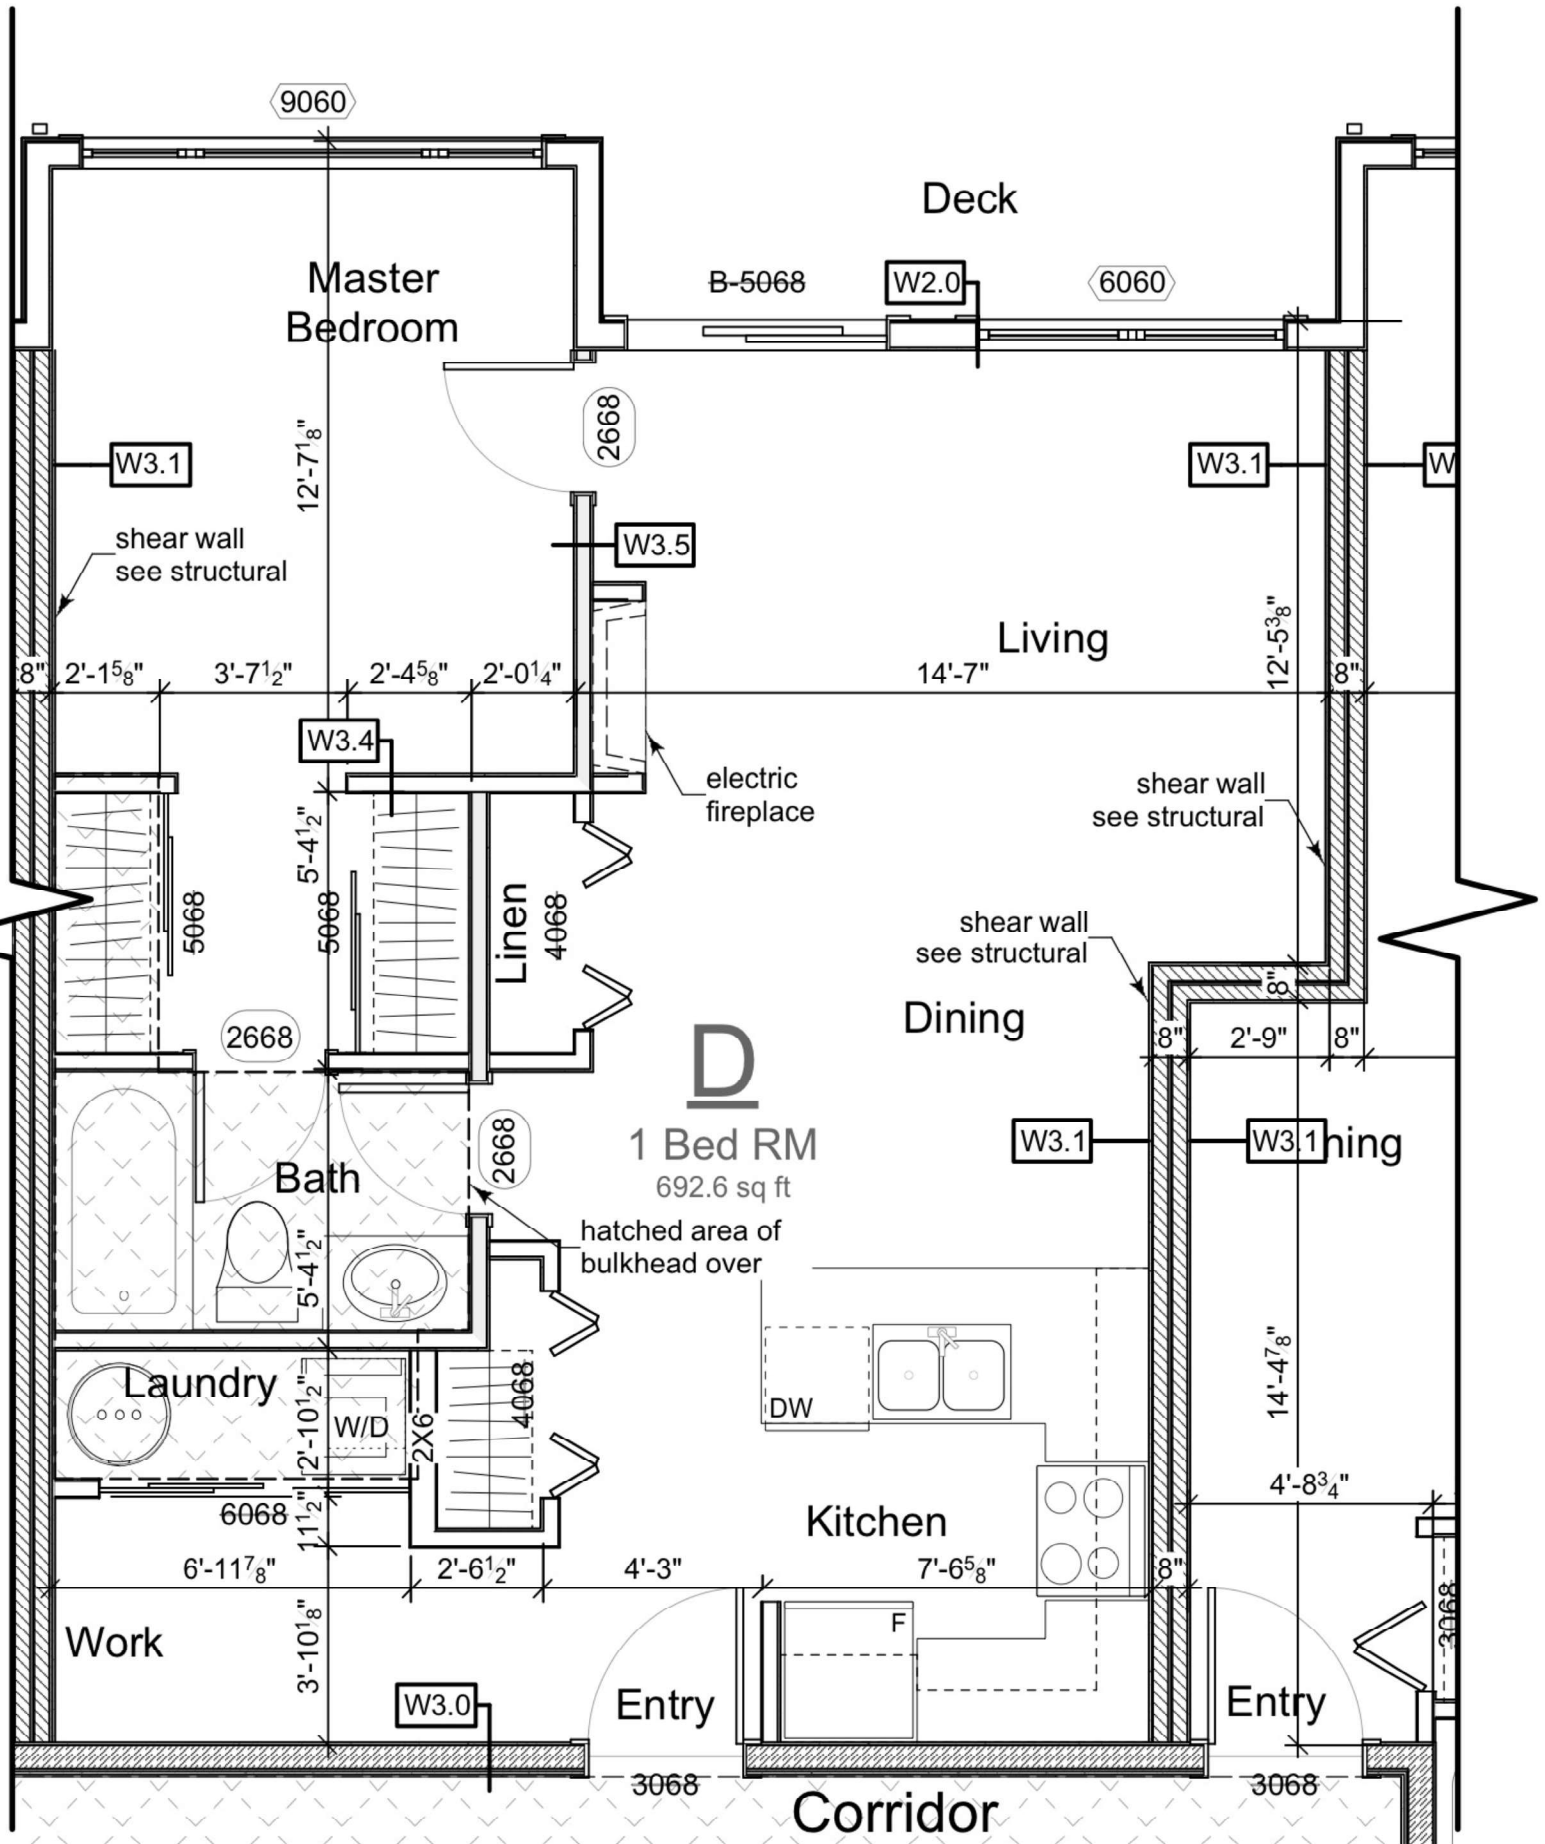 9060
Deck
Master
Bedroom
B-5068
W2.0
6060
2668
12'-7 1/8"
W3.1
W3.1
W
shear wall
see structural
W3.5
Living
12'-5 3/8"
8"
2'-1 5/8"
3'-7 1/2"
2'-4 5/8"
2'-0 1/4"
14'-7"
8"
W3.4
electric
fireplace
shear wall
see structural
5'-4 1/2"
5068
5068
Linen
4068
shear wall
see structural
8"
Dining
2668
8"
2'-9"
8"
D
1 Bed RM
692.6 sq ft
W3.1
W3.1
ning
2668
Bath
hatched area of
bulkhead over
5'-4 1/2"
Laundry
4068
DW
14'-4 7/8"
W/D
2X6
2'-10 1/2"
4'-8 3/4"
6068
11 1/2"
Kitchen
6'-11 7/8"
2'-6 1/2"
4'-3"
7'-6 5/8"
8"
3068
F
Work
3'-10 1/8"
W3.0
Entry
Entry
3068
3068
Corridor